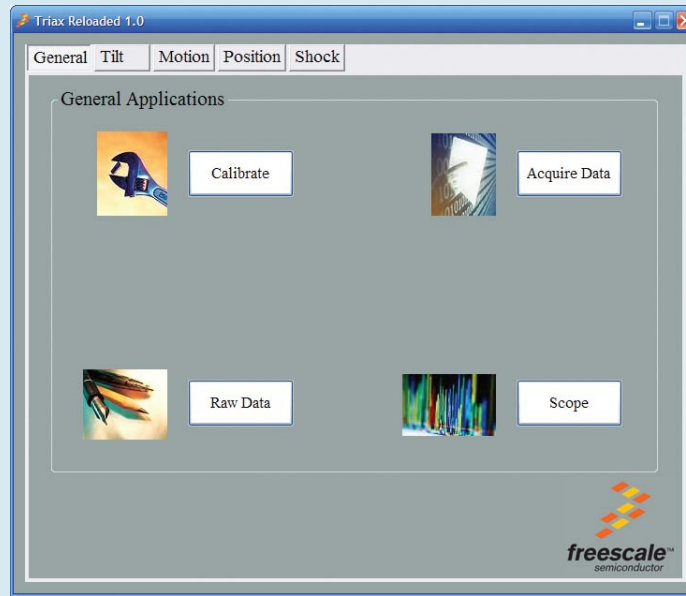 Triax Reloaded 1.0
General Tilt Motion Position Shock
General Applications
Calibrate
Acquire Data
Raw Data
Scope
freescale™
semiconductor